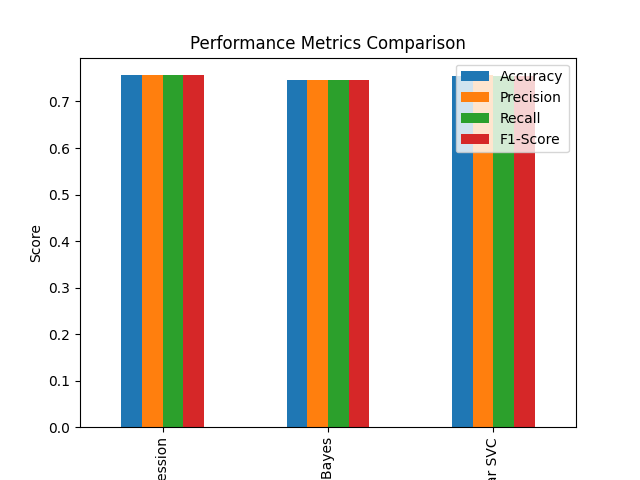 Performance Metrics Comparison
Accuracy
Precision
Recall
F1-Score
Score
0.7
0.6
0.5
0.4
0.3
0.2
0.1
0.0
ession
Bayes
ar SVC